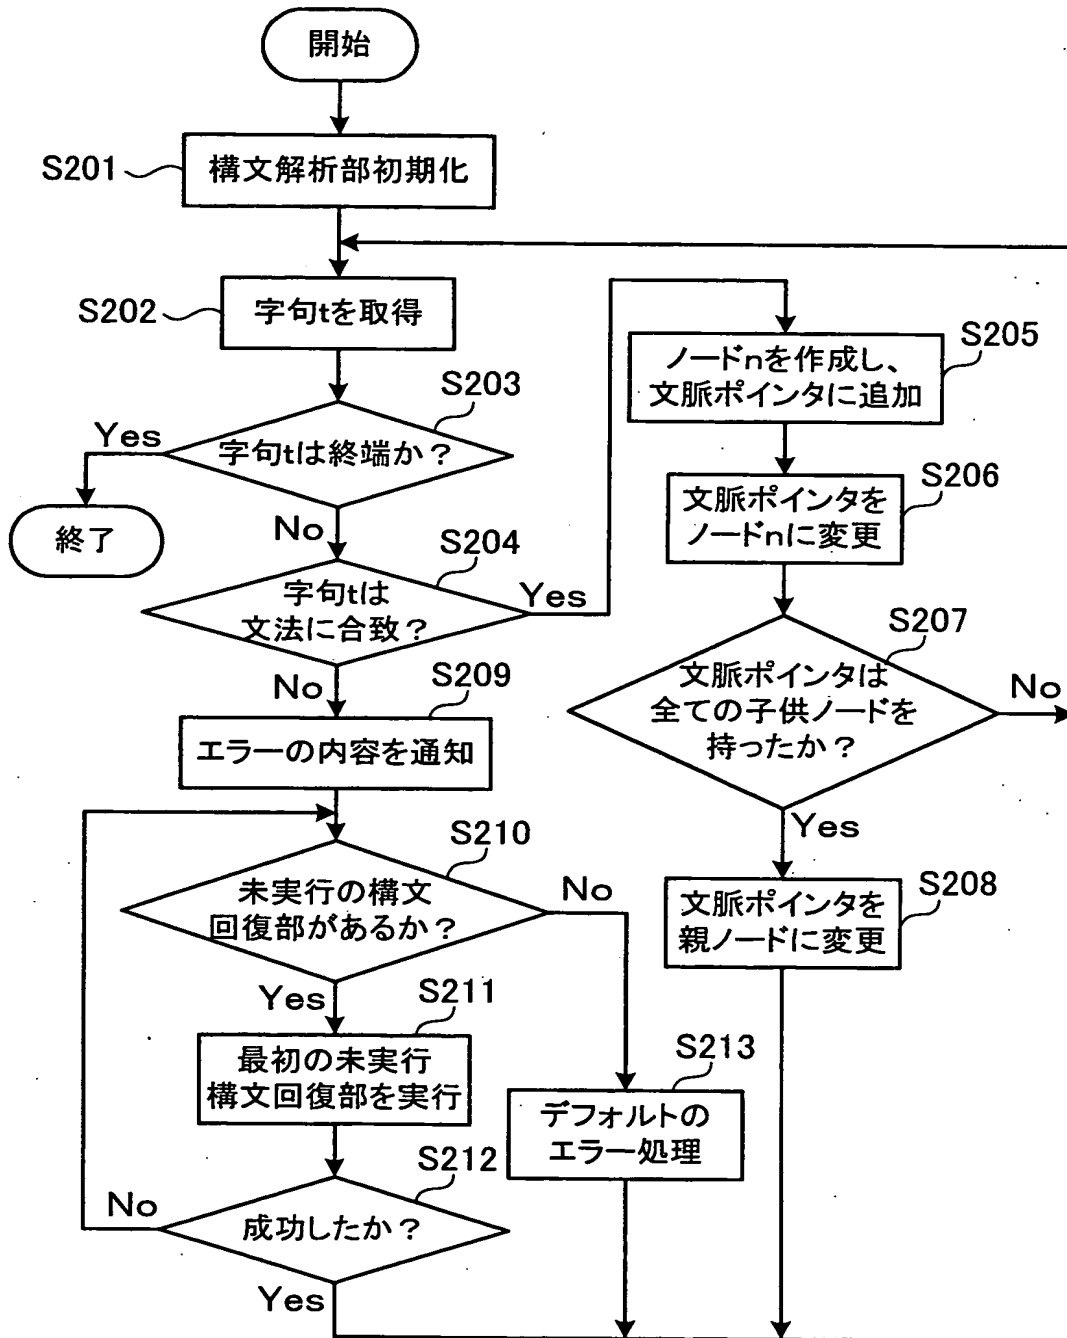 開始
S201
構文解析部初期化
S202
字句tを取得
S203
字句tは終端か？
Yes
終了
No
S204
字句tは
文法に合致？
Yes
No
S205
ノードnを作成し、
文脈ポインタに追加
S206
文脈ポインタを
ノードnに変更
S207
文脈ポインタは
全ての子供ノードを
持ったか？
No
Yes
S208
文脈ポインタを
親ノードに変更
S209
エラーの内容を通知
S210
未実行の構文
回復部があるか？
No
Yes
S211
最初の未実行
構文回復部を実行
S213
デフォルトの
エラー処理
S212
成功したか？
No
Yes